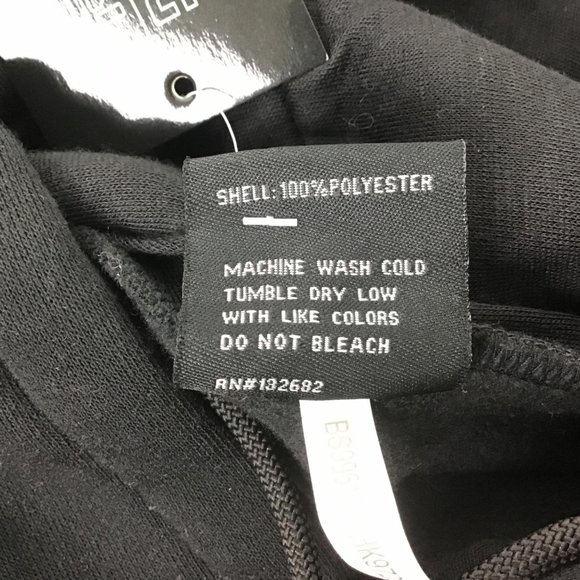 SHELL: 100%POLYESTER
MACHINE WASH COLD
TUMBLE DRY LOW
WITH LIKE COLORS
DO NOT BLEACH
RN#132682